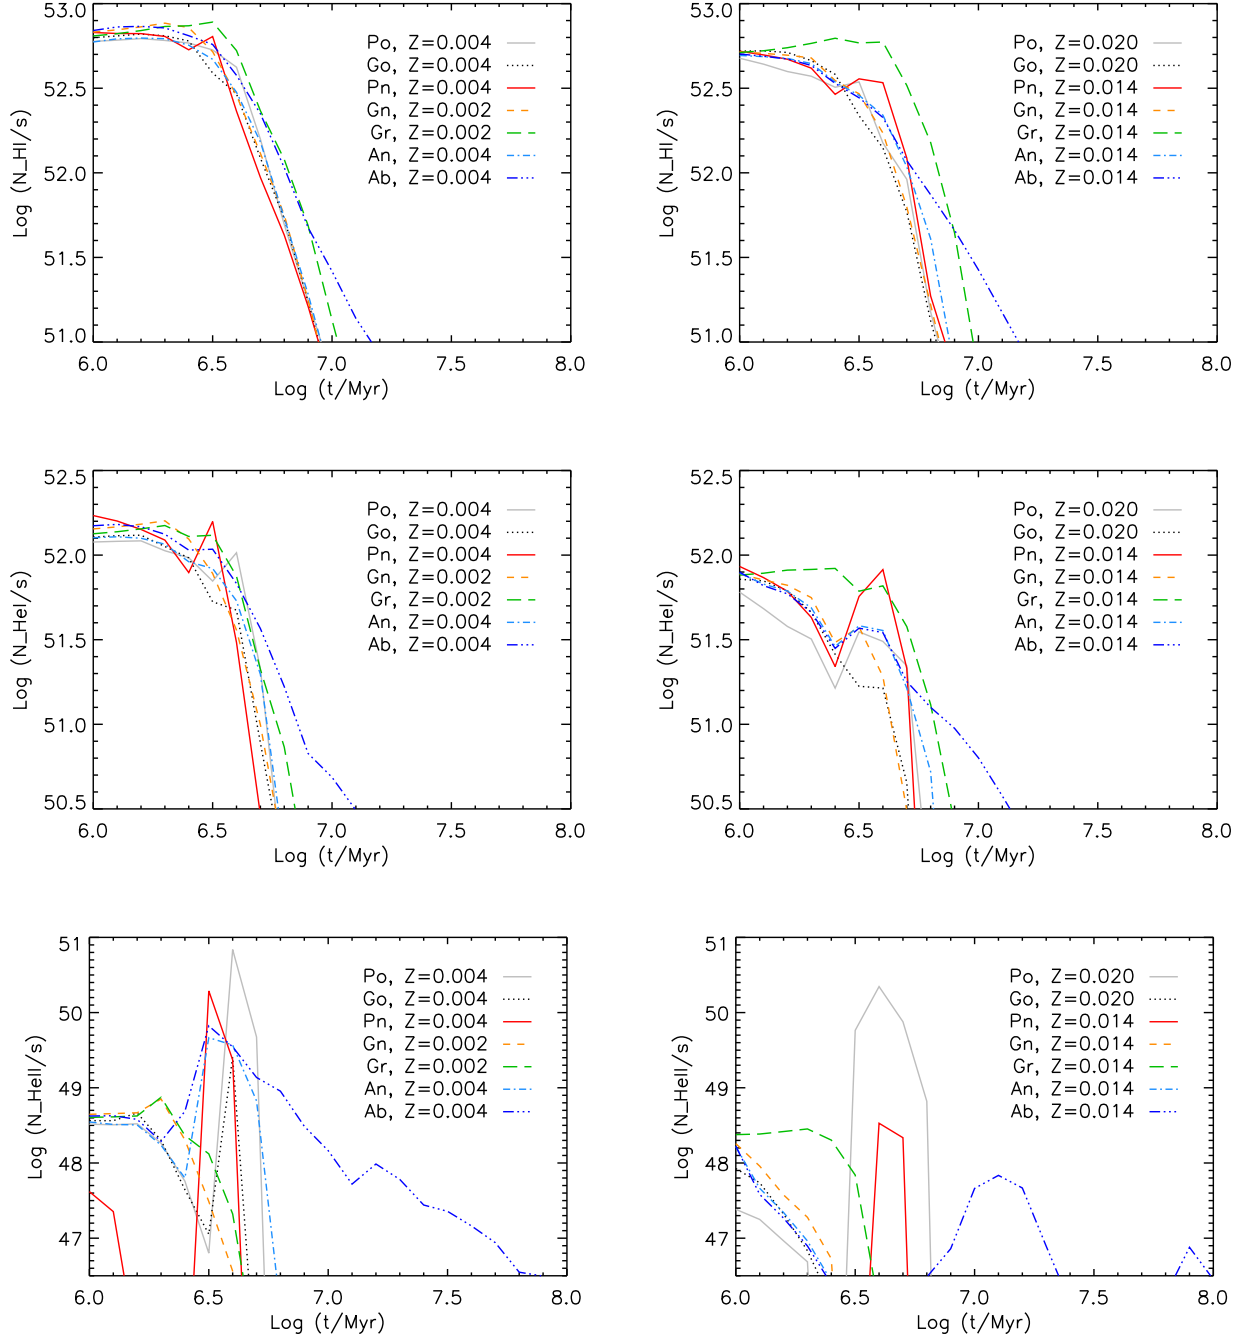 53.0
52.5
52.0
51.5
51.0
Log (N_HI/s)
Po, Z=0.004
Go, Z=0.004
Pn, Z=0.004
Gn, Z=0.002
Gr, Z=0.002
An, Z=0.004
Ab, Z=0.004
6.0 6.5 7.0 7.5 8.0
Log (t/Myr)
53.0
52.5
52.0
51.5
51.0
Log (N_HI/s)
Po, Z=0.020
Go, Z=0.020
Pn, Z=0.014
Gn, Z=0.014
Gr, Z=0.014
An, Z=0.014
Ab, Z=0.014
6.0 6.5 7.0 7.5 8.0
Log (t/Myr)
52.5
52.0
51.5
51.0
50.5
Log (N_HeI/s)
Po, Z=0.004
Go, Z=0.004
Pn, Z=0.004
Gn, Z=0.002
Gr, Z=0.002
An, Z=0.004
Ab, Z=0.004
6.0 6.5 7.0 7.5 8.0
Log (t/Myr)
52.5
52.0
51.5
51.0
50.5
Log (N_HeI/s)
Po, Z=0.020
Go, Z=0.020
Pn, Z=0.014
Gn, Z=0.014
Gr, Z=0.014
An, Z=0.014
Ab, Z=0.014
6.0 6.5 7.0 7.5 8.0
Log (t/Myr)
51
50
49
48
47
Log (N_HeII/s)
Po, Z=0.004
Go, Z=0.004
Pn, Z=0.004
Gn, Z=0.002
Gr, Z=0.002
An, Z=0.004
Ab, Z=0.004
6.0 6.5 7.0 7.5 8.0
Log (t/Myr)
51
50
49
48
47
Log (N_HeII/s)
Po, Z=0.020
Go, Z=0.020
Pn, Z=0.014
Gn, Z=0.014
Gr, Z=0.014
An, Z=0.014
Ab, Z=0.014
6.0 6.5 7.0 7.5 8.0
Log (t/Myr)